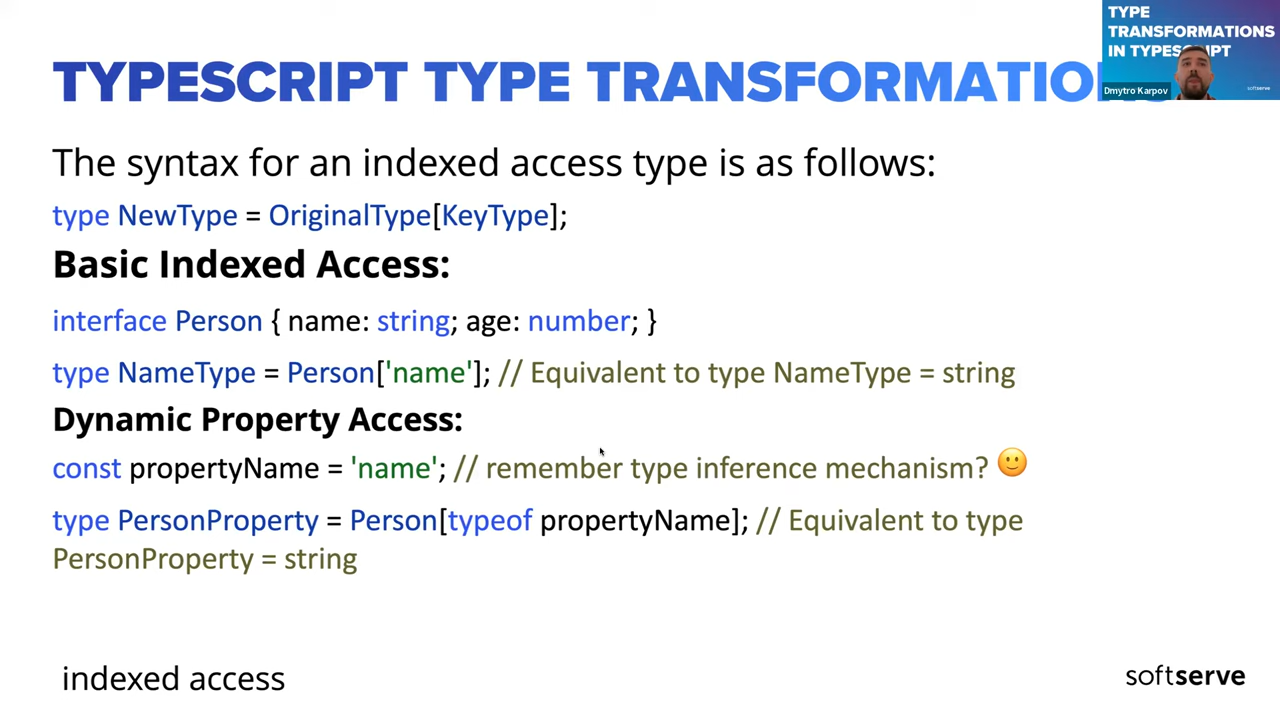 TYPE
TRANSFORMATIONS
IN TYPESCRIPT
Dmytro Karpov
softserve
TYPESCRIPT TYPE TRANSFORMATIO
The syntax for an indexed access type is as follows:
type NewType = OriginalType[KeyType];
Basic Indexed Access:
interface Person { name: string; age: number; }
type NameType = Person['name']; // Equivalent to type NameType = string
Dynamic Property Access:
const propertyName = 'name'; // remember type inference mechanism? 🙂
type PersonProperty = Person[typeof propertyName]; // Equivalent to type
PersonProperty = string
indexed access
softserve